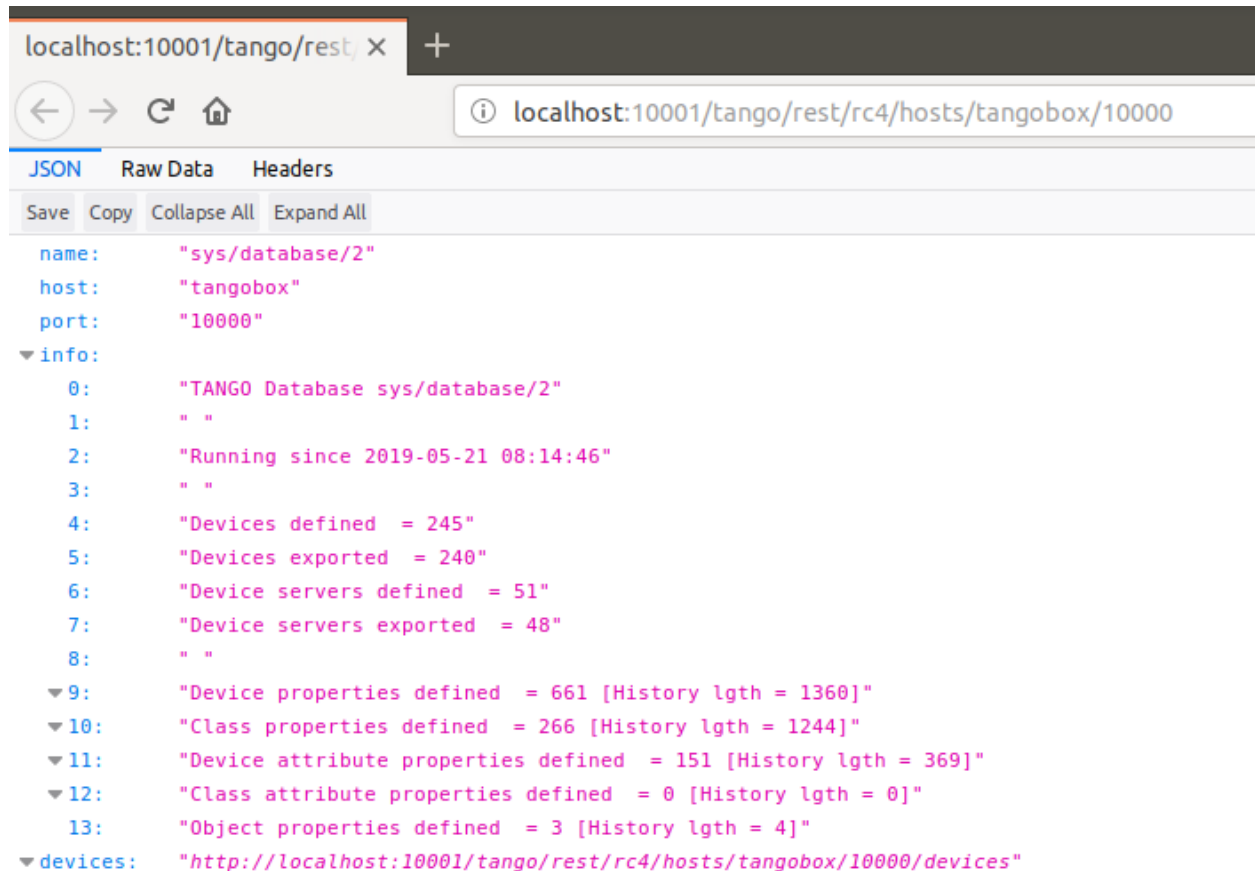 localhost:10001/tango/rest/
localhost:10001/tango/rest/rc4/hosts/tangobox/10000
JSON Raw Data Headers
Save Copy Collapse All Expand All
name: "sys/database/2"
host: "tangobox"
port: "10000"
info:
0: "TANGO Database sys/database/2"
1: " "
2: "Running since 2019-05-21 08:14:46"
3: " "
4: "Devices defined  = 245"
5: "Devices exported  = 240"
6: "Device servers defined  = 51"
7: "Device servers exported  = 48"
8: " "
9: "Device properties defined  = 661 [History lgth = 1360]"
10: "Class properties defined  = 266 [History lgth = 1244]"
11: "Device attribute properties defined  = 151 [History lgth = 369]"
12: "Class attribute properties defined  = 0 [History lgth = 0]"
13: "Object properties defined  = 3 [History lgth = 4]"
devices: "http://localhost:10001/tango/rest/rc4/hosts/tangobox/10000/devices"